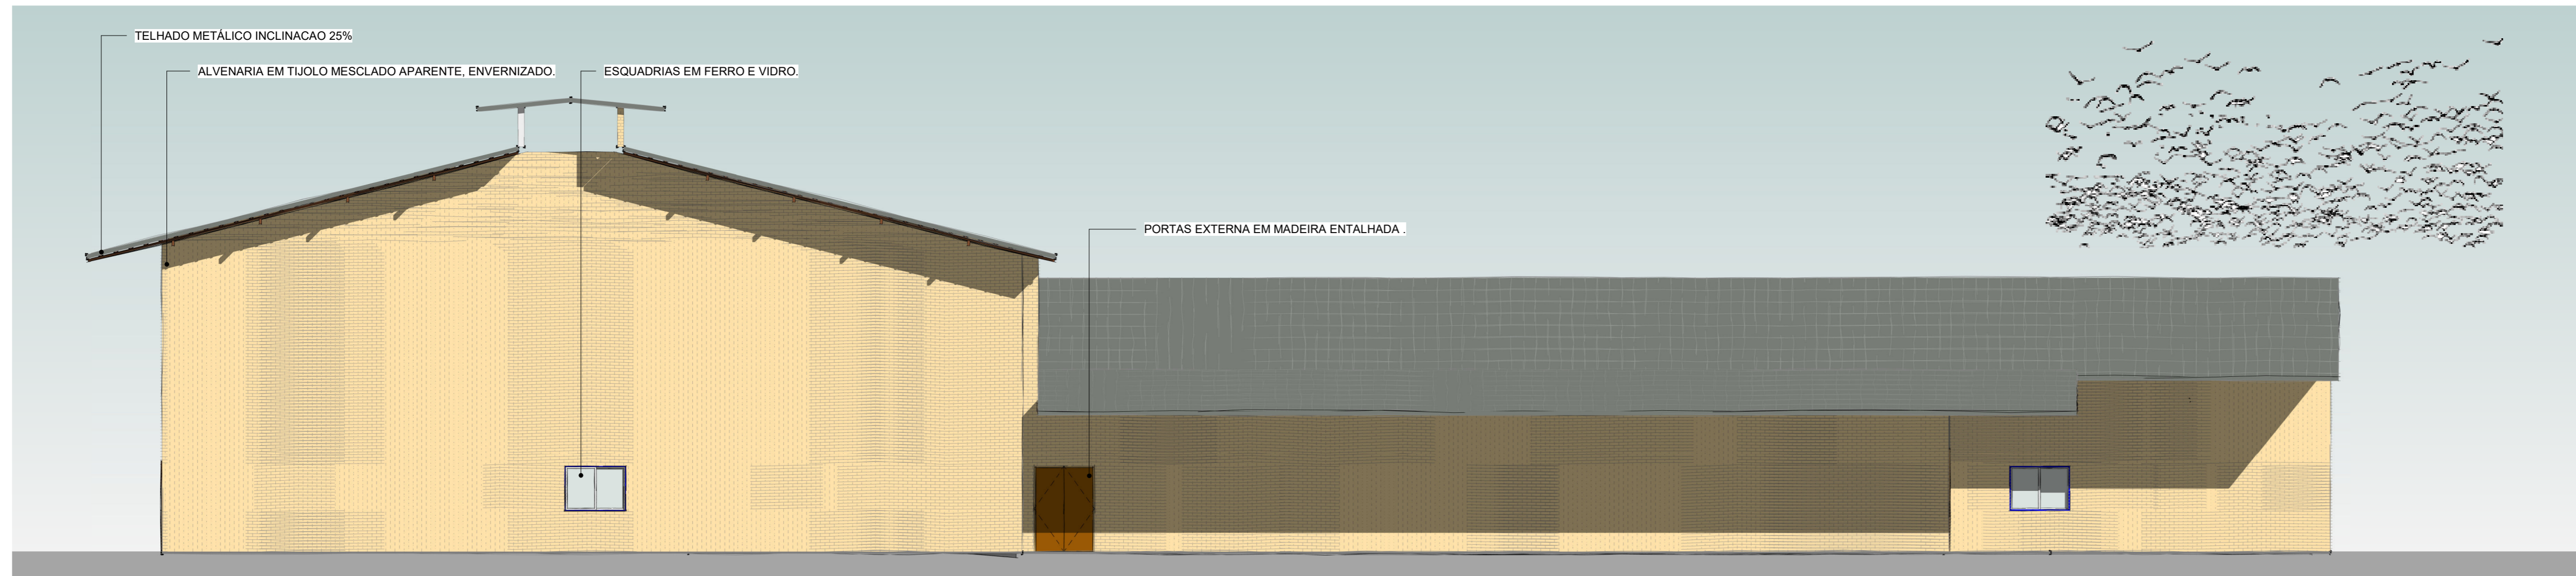 TELHADO METÁLICO INCLINACAO 25%
ALVENARIA EM TIJOLO MESCLADO APARENTE, ENVERNIZADO.
ESQUADRIAS EM FERRO E VIDRO.
PORTAS EXTERNA EM MADEIRA ENTALHADA .